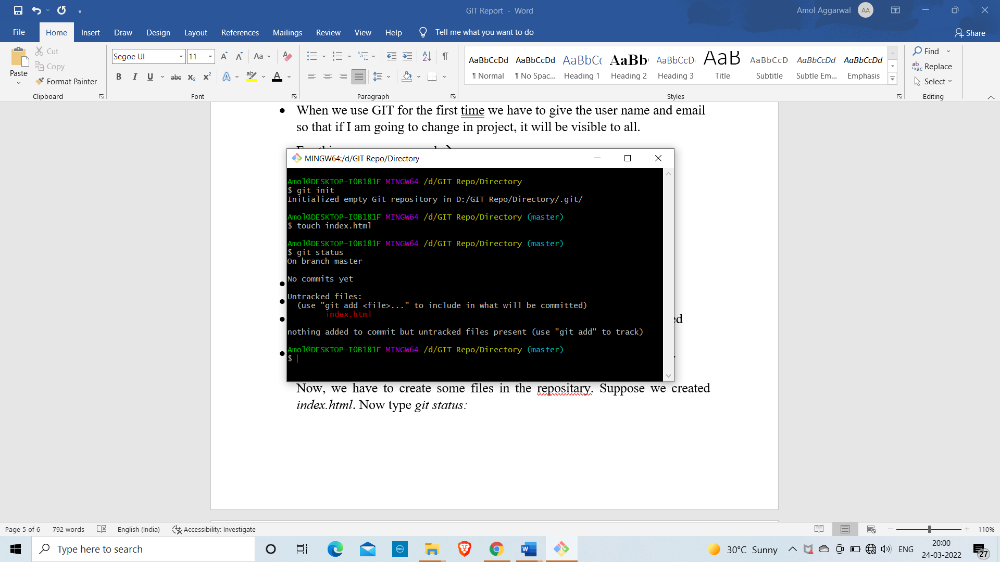 GIT Report - Word
Amol Aggarwal AA
File Home Insert Draw Design Layout References Mailings Review View Help Tell me what you want to do Share
Paste
Cut
Copy
Format Painter
Clipboard
Segoe UI 11 A A Aa
B I U abc x₂ x² A ab A
Font
Paragraph
AaBbCcDd AaBbCcDd AaBbCc AaBb AaBbCcD AaB AaBbCcD AaBbCcDd AaBbCcDd
¶ Normal ¶ No Spac... Heading 1 Heading 2 Heading 3 Title Subtitle Subtle Em... Emphasis
Styles
Find
Replace
Select
Editing
• When we use GIT for the first time we have to give the user name and email
so that if I am going to change in project, it will be visible to all.
MINGW64:/d/GIT Repo/Directory
Amol@DESKTOP-IOB181F MINGW64 /d/GIT Repo/Directory
$ git init
Initialized empty Git repository in D:/GIT Repo/Directory/.git/
Amol@DESKTOP-IOB181F MINGW64 /d/GIT Repo/Directory (master)
$ touch index.html
Amol@DESKTOP-IOB181F MINGW64 /d/GIT Repo/Directory (master)
$ git status
On branch master
No commits yet
Untracked files:
(use "git add <file>..." to include in what will be committed)
index.html
nothing added to commit but untracked files present (use "git add" to track)
Amol@DESKTOP-IOB181F MINGW64 /d/GIT Repo/Directory (master)
$
Now, we have to create some files in the repositary. Suppose we created
index.html. Now type git status:
Page 5 of 6 792 words English (India) Accessibility: Investigate 110%
Type here to search
DELL
W
30°C Sunny ENG
20:00
24-03-2022
27